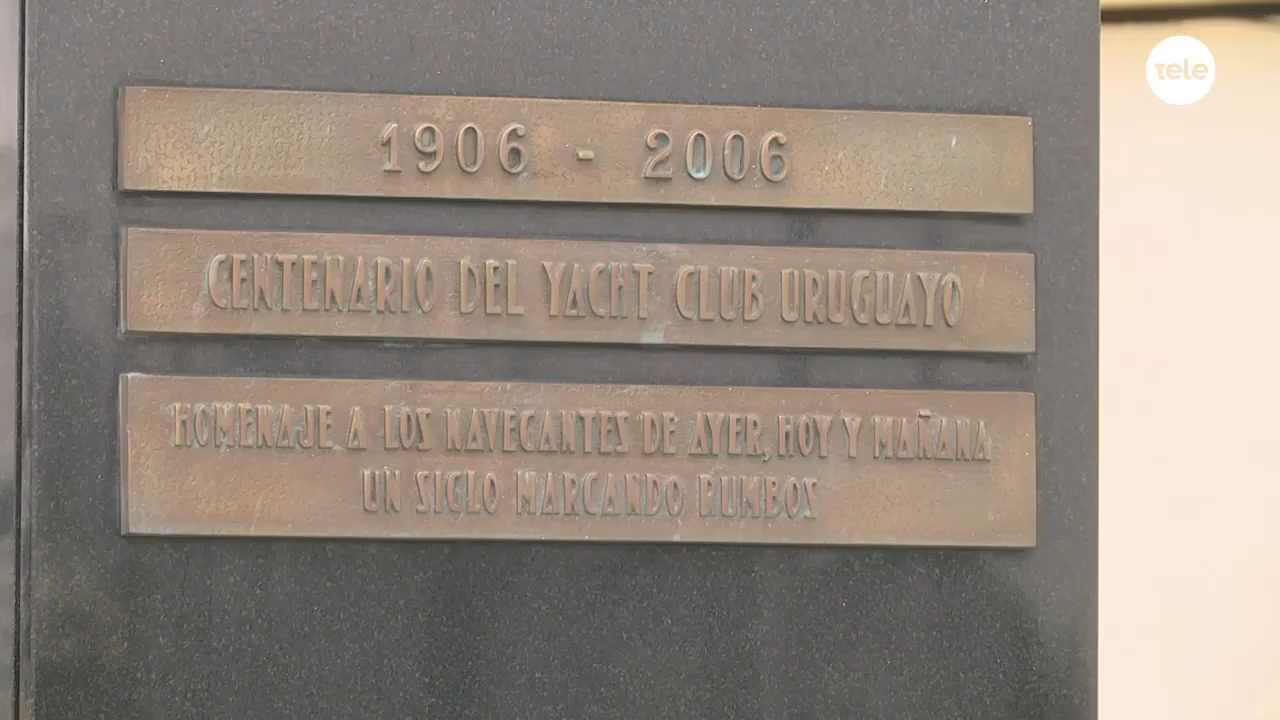 tele
1906 - 2006
CENTENARIO DEL YACHT CLUB URUGUAYO
HOMENAJE A LOS NAVEGANTES DE AYER, HOY Y MAÑANA
UN SIGLO MARCANDO RUMBOS